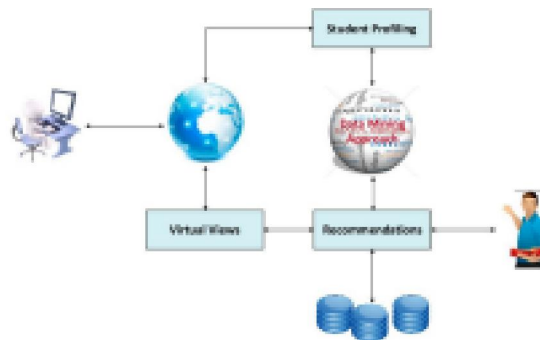 Student Profiling
Data Mining
Approach
Virtual Views
Recommendations